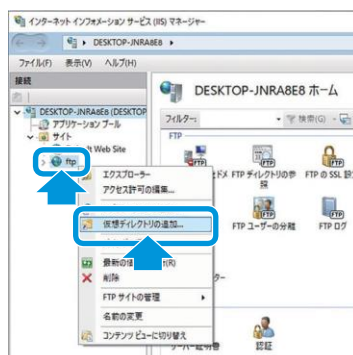 インターネット インフォメーション サービス (IIS) マネージャー
DESKTOP-JNRA8E8
ファイル(F) 表示(V) ヘルプ(H)
接続
DESKTOP-JNRA8E8 (DESKTOP
アプリケーション プール
サイト
lt Web Site
ftp
DESKTOP-JNRA8E8 ホーム
フィルター:
検索(G)
FTP
FTP ディレクトリの参照
FTP の SSL 設
FTP ユーザーの分離
FTP ログ
認証
エクスプローラー
アクセス許可の編集...
仮想ディレクトリの追加...
最新の
(R)
削除
FTP サイトの管理
名前の変更
コンテンツ ビューに切り替え